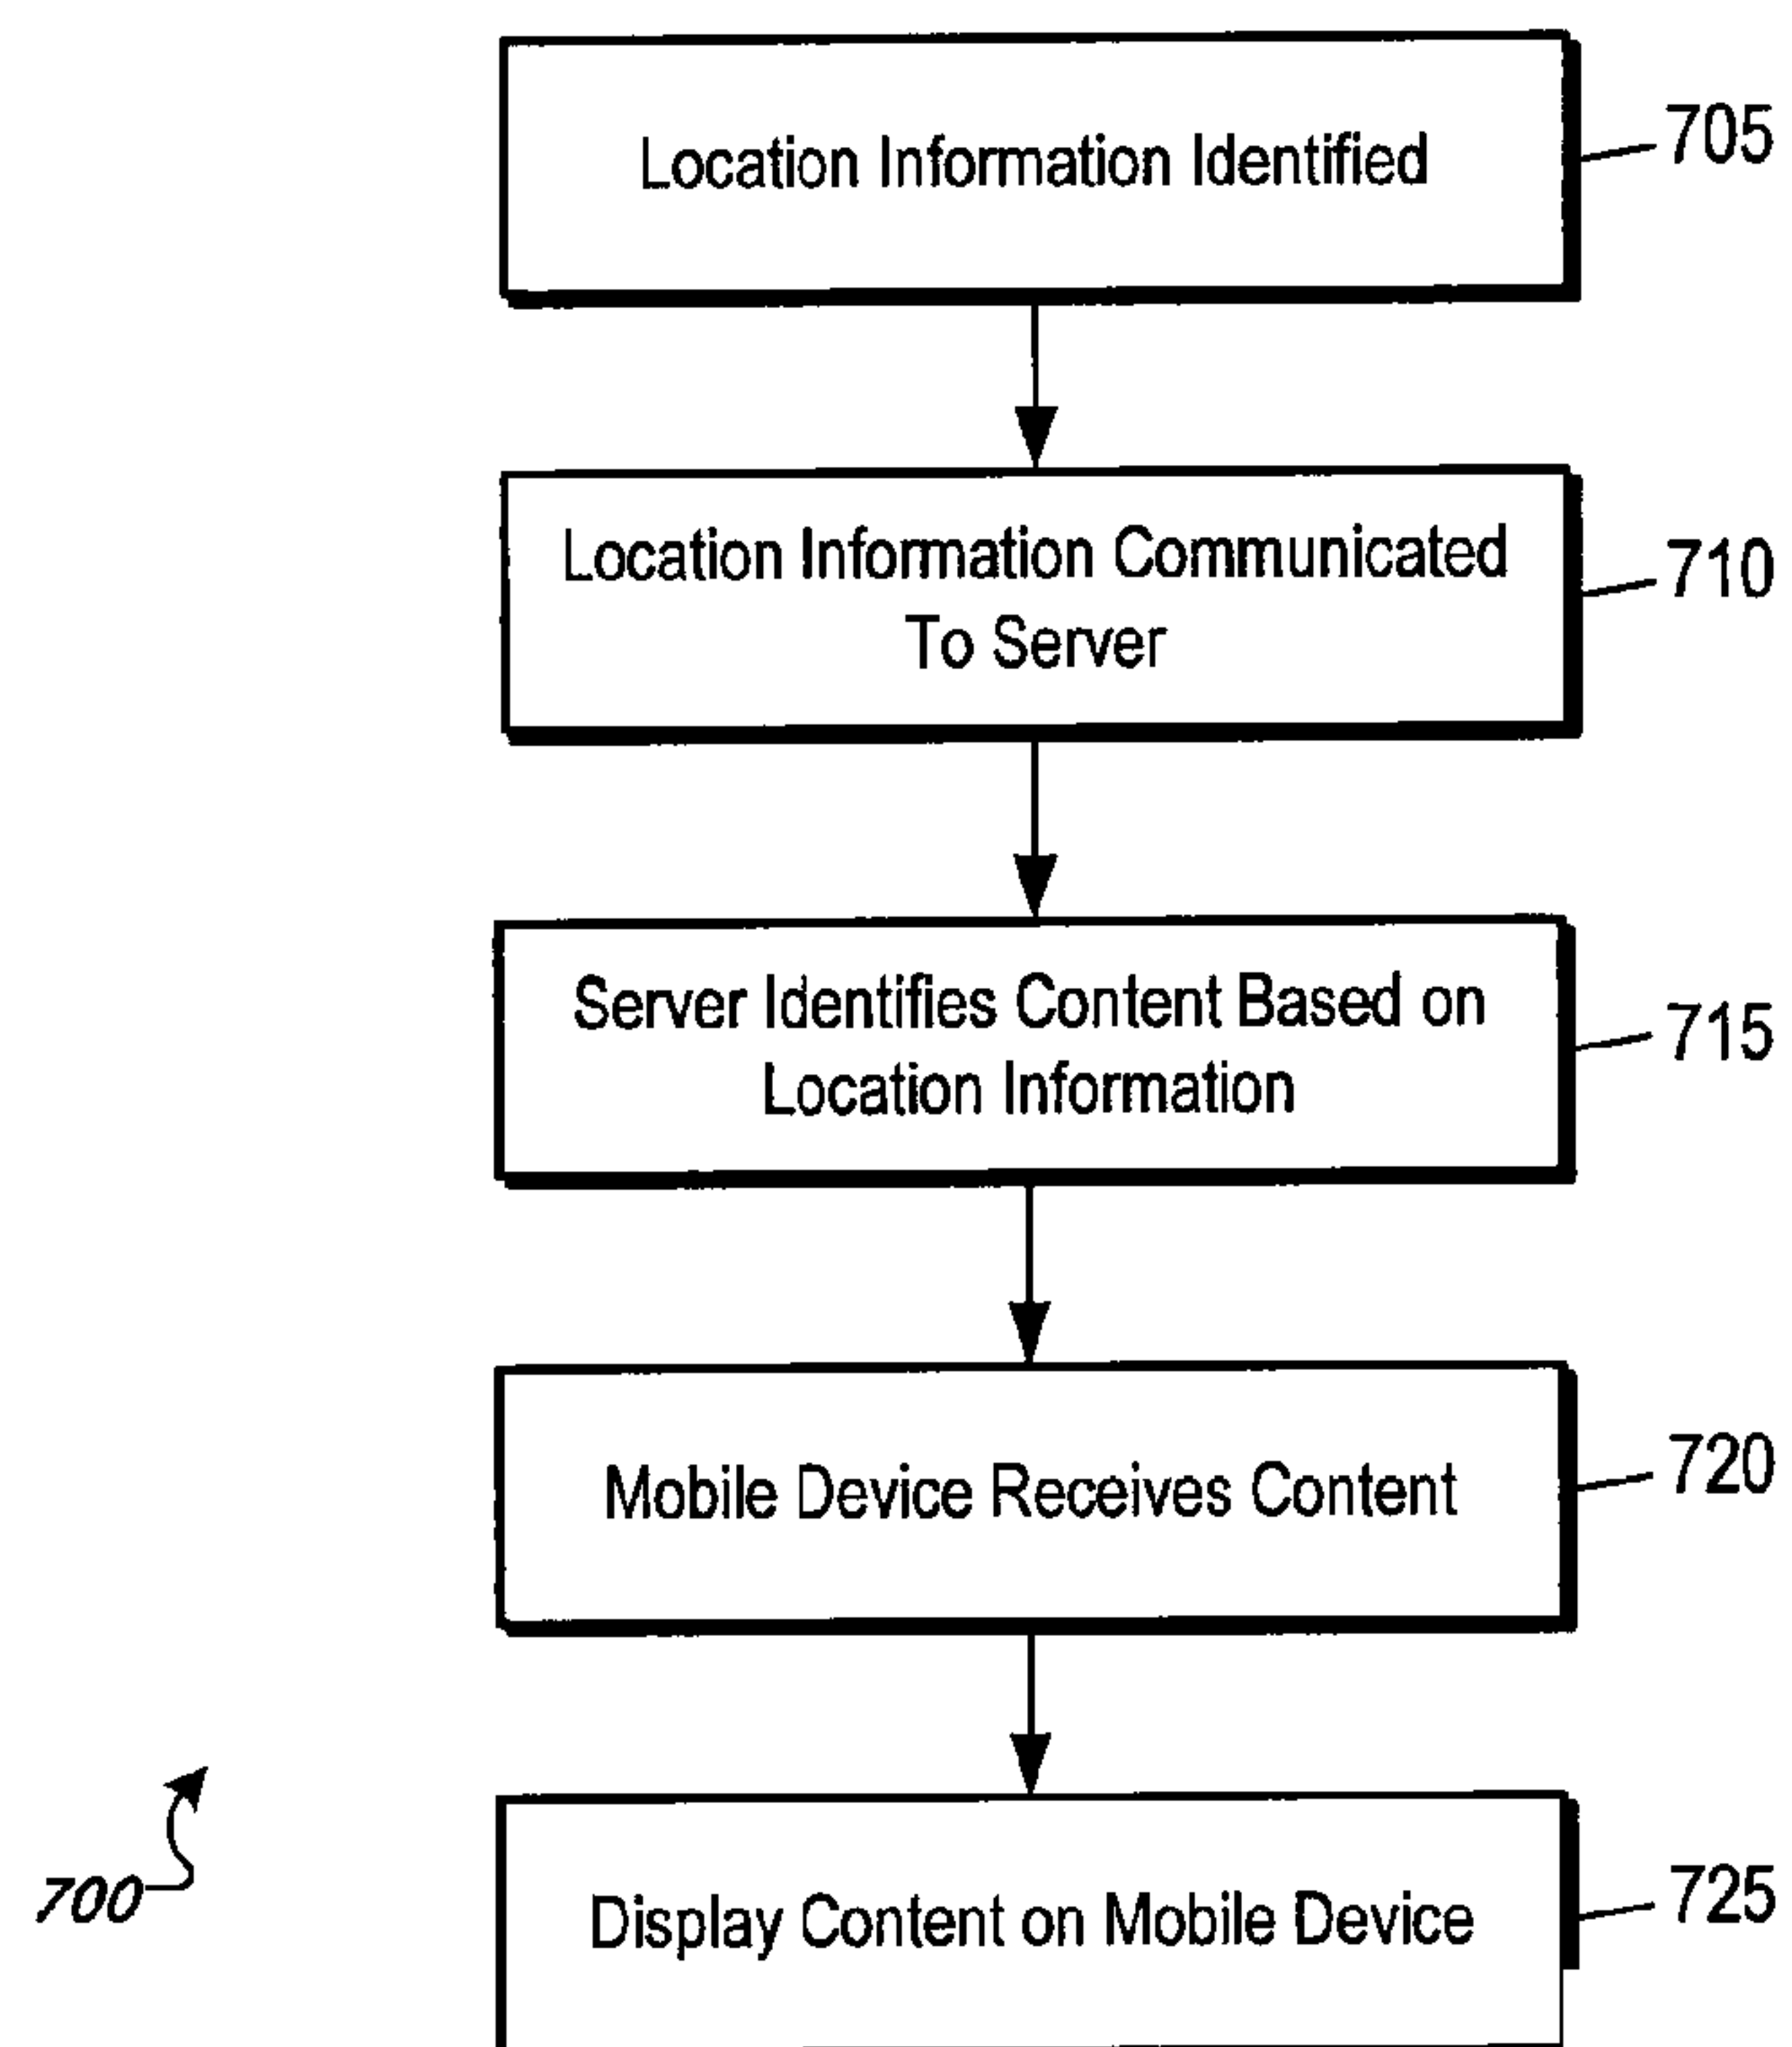 Location Information Identified
705
Location Information Communicated
To Server
710
Server Identifies Content Based on
Location Information
715
Mobile Device Receives Content
720
Display Content on Mobile Device
725
700